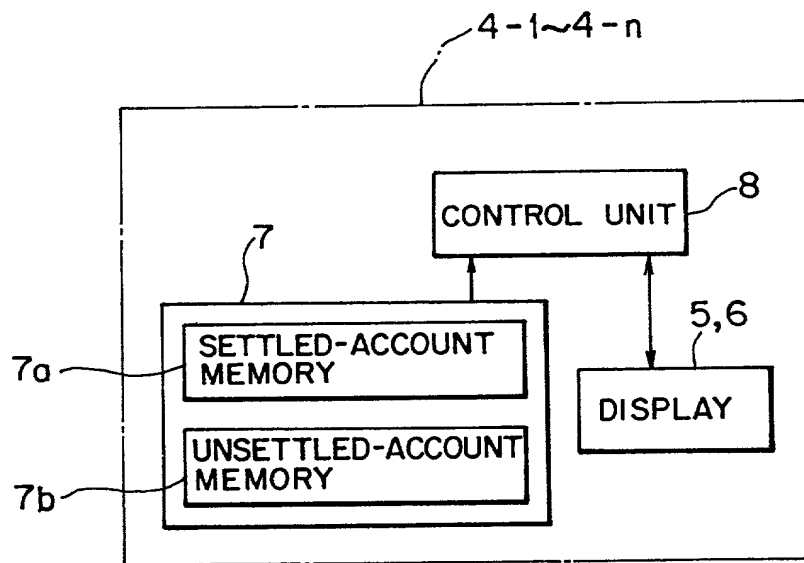 4-1~4-n
8
CONTROL UNIT
7
5,6
7a
SETTLED-ACCOUNT
MEMORY
DISPLAY
UNSETTLED-ACCOUNT
MEMORY
7b